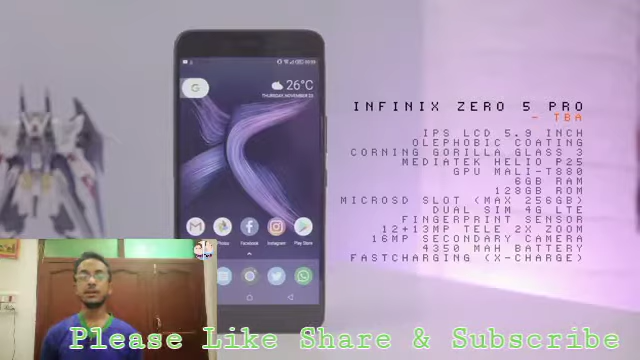 INFINIX ZERO 5 PRO
- TBA
IPS LCD 5.9 INCH
OLEPHOBIC COATING
CORNING GORILLA GLASS 3
MEDIATEK HELIO P25
GPU MALI-T880
6GB RAM
128GB ROM
MICROSD SLOT (MAX 256GB)
DUAL SIM 4G LTE
FINGERPRINT SENSOR
12+13MP TELE 2X ZOOM
16MP SECONDARY CAMERA
4350 MAH BATTERY
FASTCHARGING (X-CHARGE)
G
26°C
THURSDAY, NOVEMBER 23
Facebook
Instagram
Play Store
Please Like Share & Subscribe